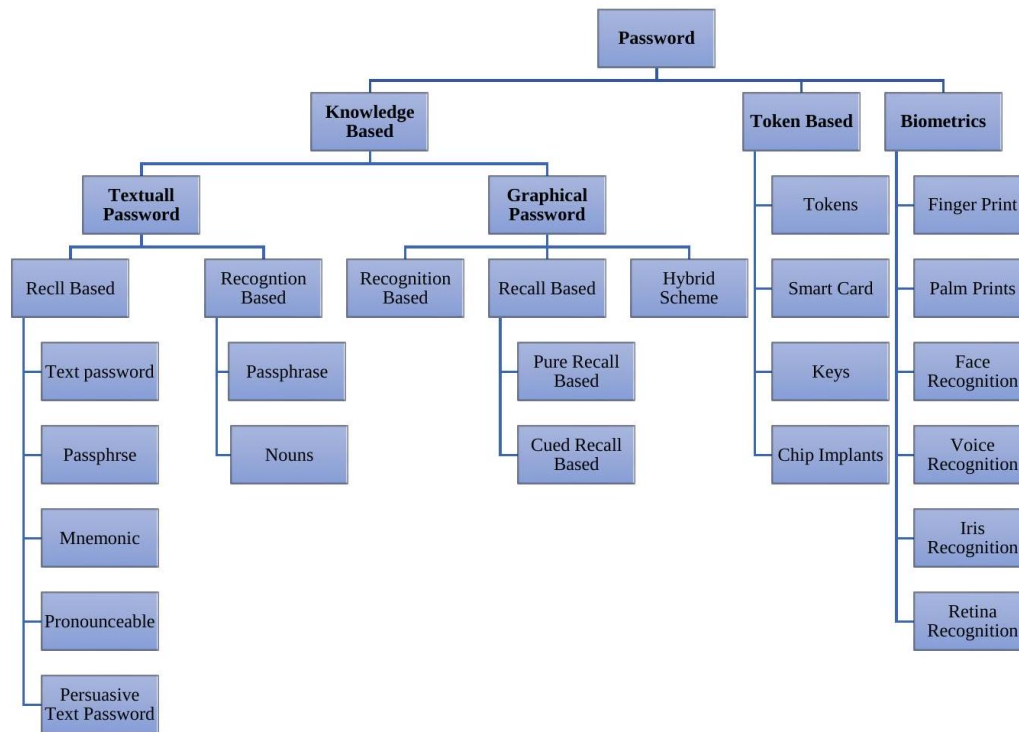 Password
Knowledge
Based
Token Based
Biometrics
Textuall
Password
Graphical
Password
Tokens
Finger Print
Recll Based
Recogntion
Based
Recognition
Based
Recall Based
Hybrid
Scheme
Smart Card
Palm Prints
Text password
Passphrase
Pure Recall
Based
Keys
Face
Recognition
Passphrse
Nouns
Cued Recall
Based
Chip Implants
Voice
Recognition
Mnemonic
Iris
Recognition
Pronounceable
Retina
Recognition
Persuasive
Text Password